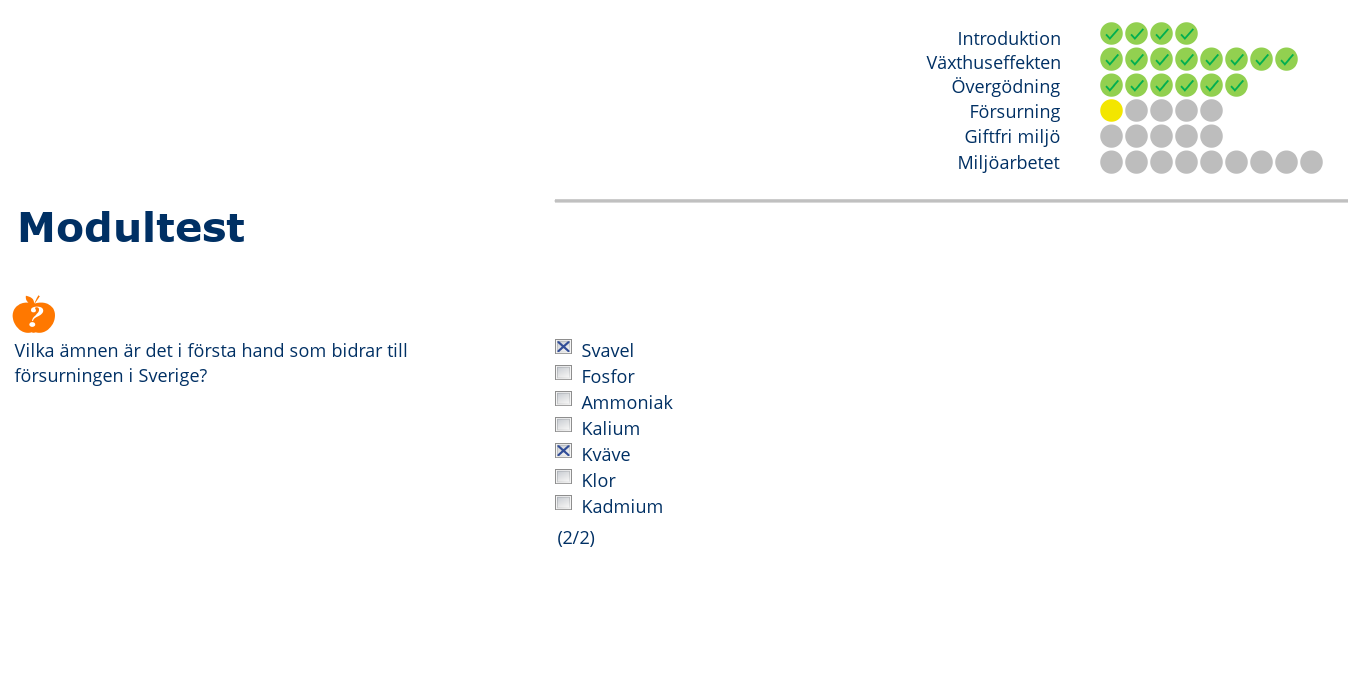 Introduktion
Växthuseffekten
Övergödning
Försurning
Giftfri miljö
Miljöarbetet
Modultest
?
Vilka ämnen är det i första hand som bidrar till
försurningen i Sverige?
Svavel
Fosfor
Ammoniak
Kalium
Kväve
Klor
Kadmium
(2/2)